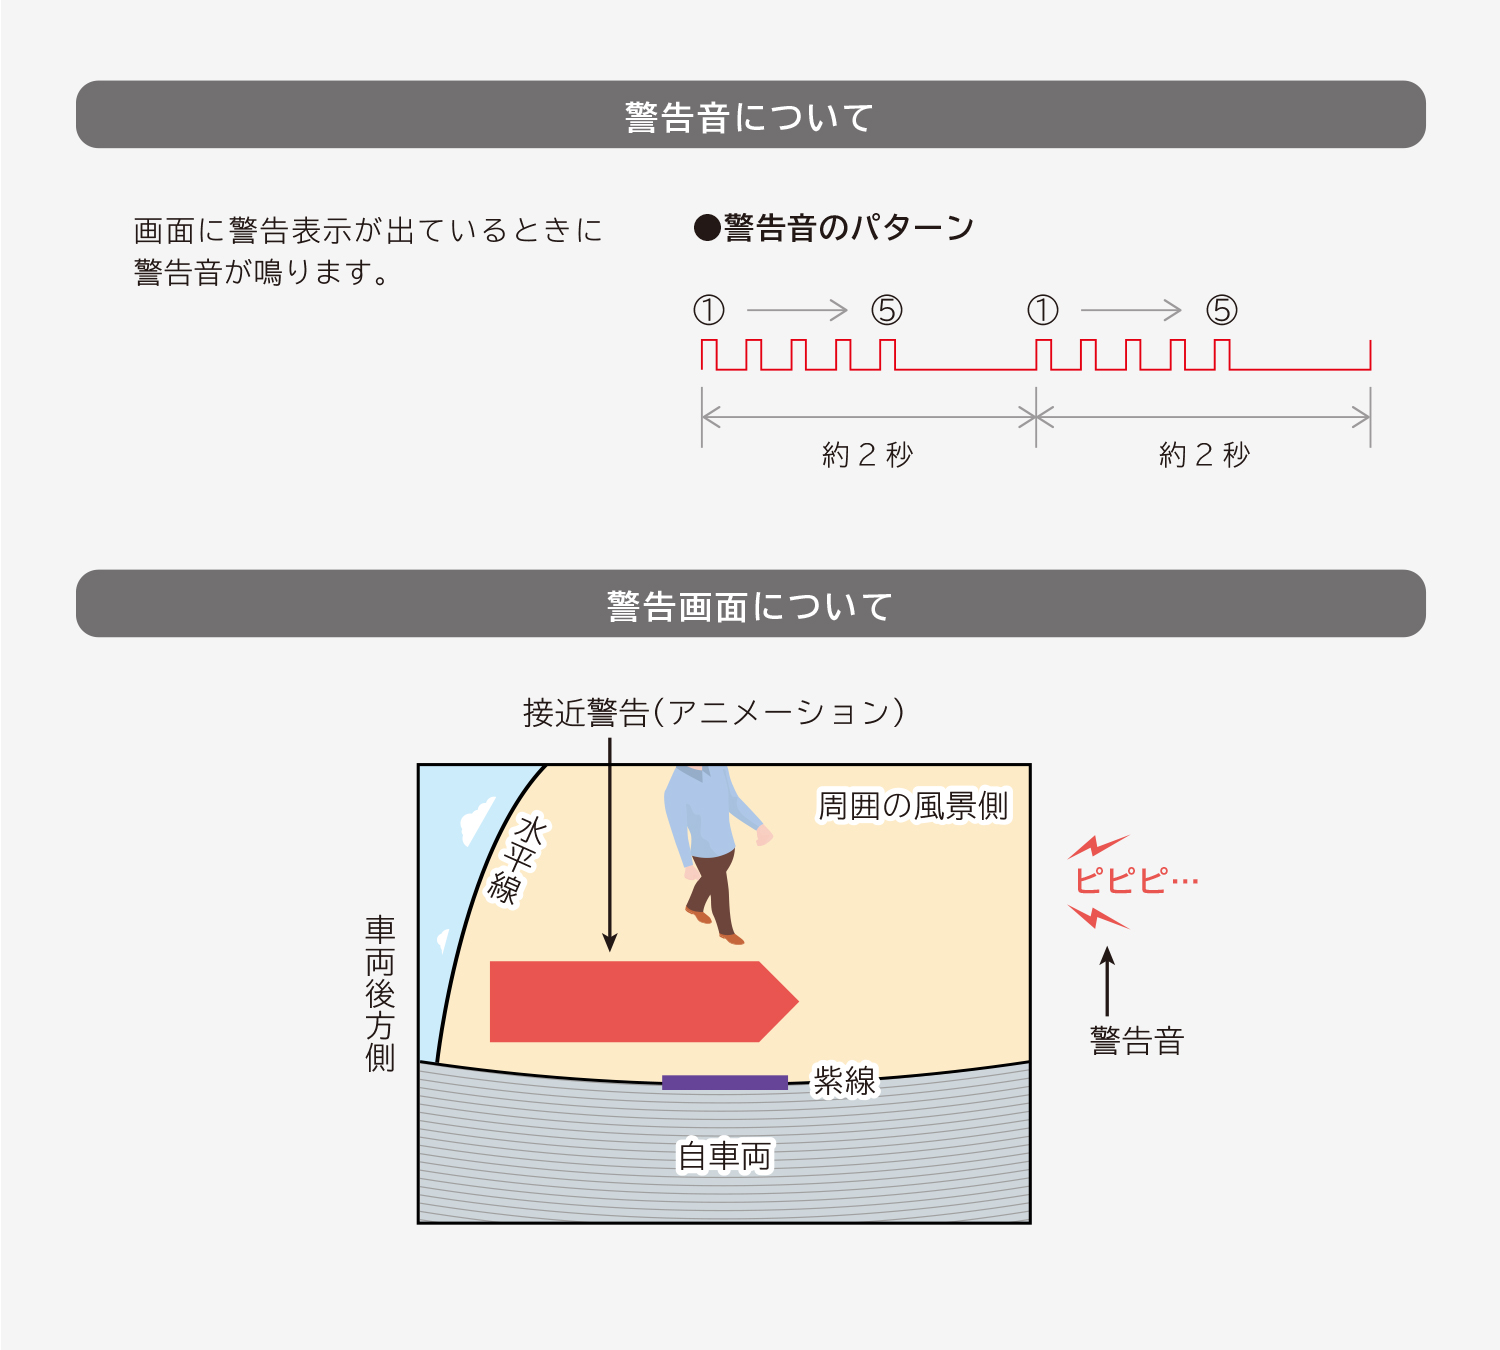 警告音について
画面に警告表示が出ているときに
警告音が鳴ります。
●警告音のパターン
① ⑤ ① ⑤
約2秒 約2秒
警告画面について
接近警告(アニメーション)
周囲の風景側
水平線
ピピピ…
車両後方側
警告音
紫線
自車両